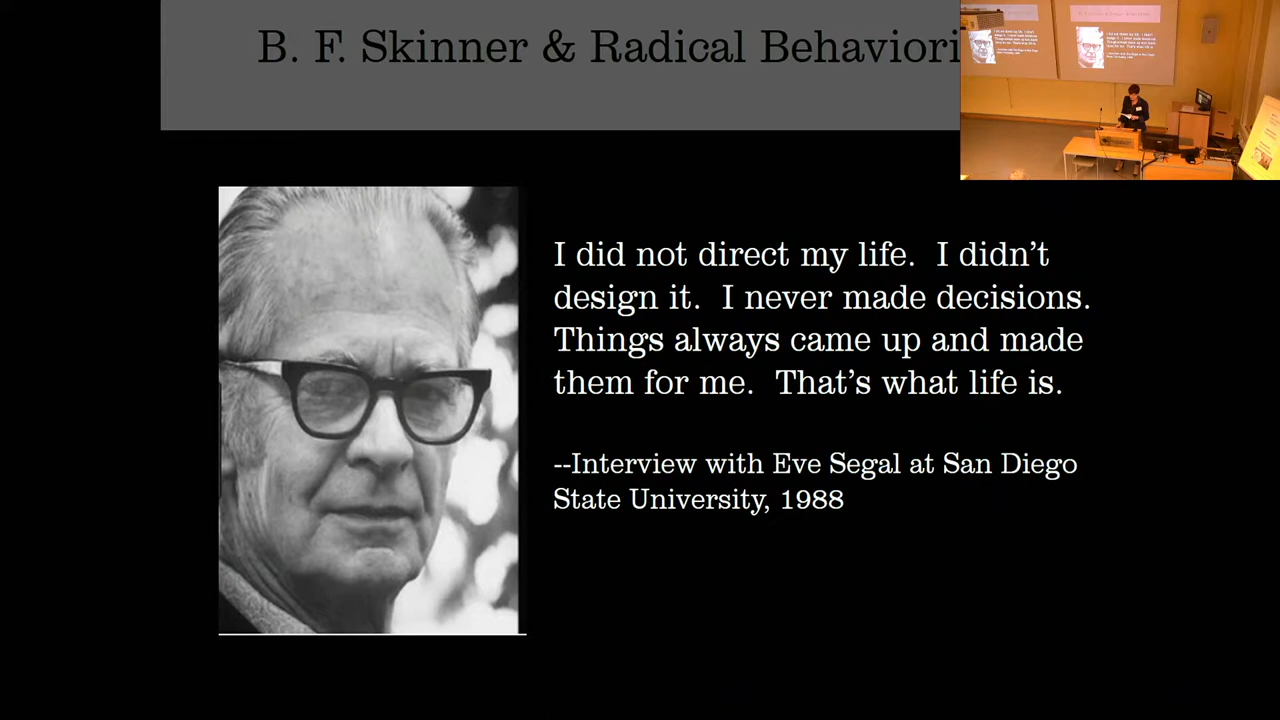 B. F. Skinner & Radical Behaviori
I did not direct my life.  I didn’t
design it.  I never made decisions.
Things always came up and made
them for me.  That’s what life is.
--Interview with Eve Segal at San Diego
State University, 1988